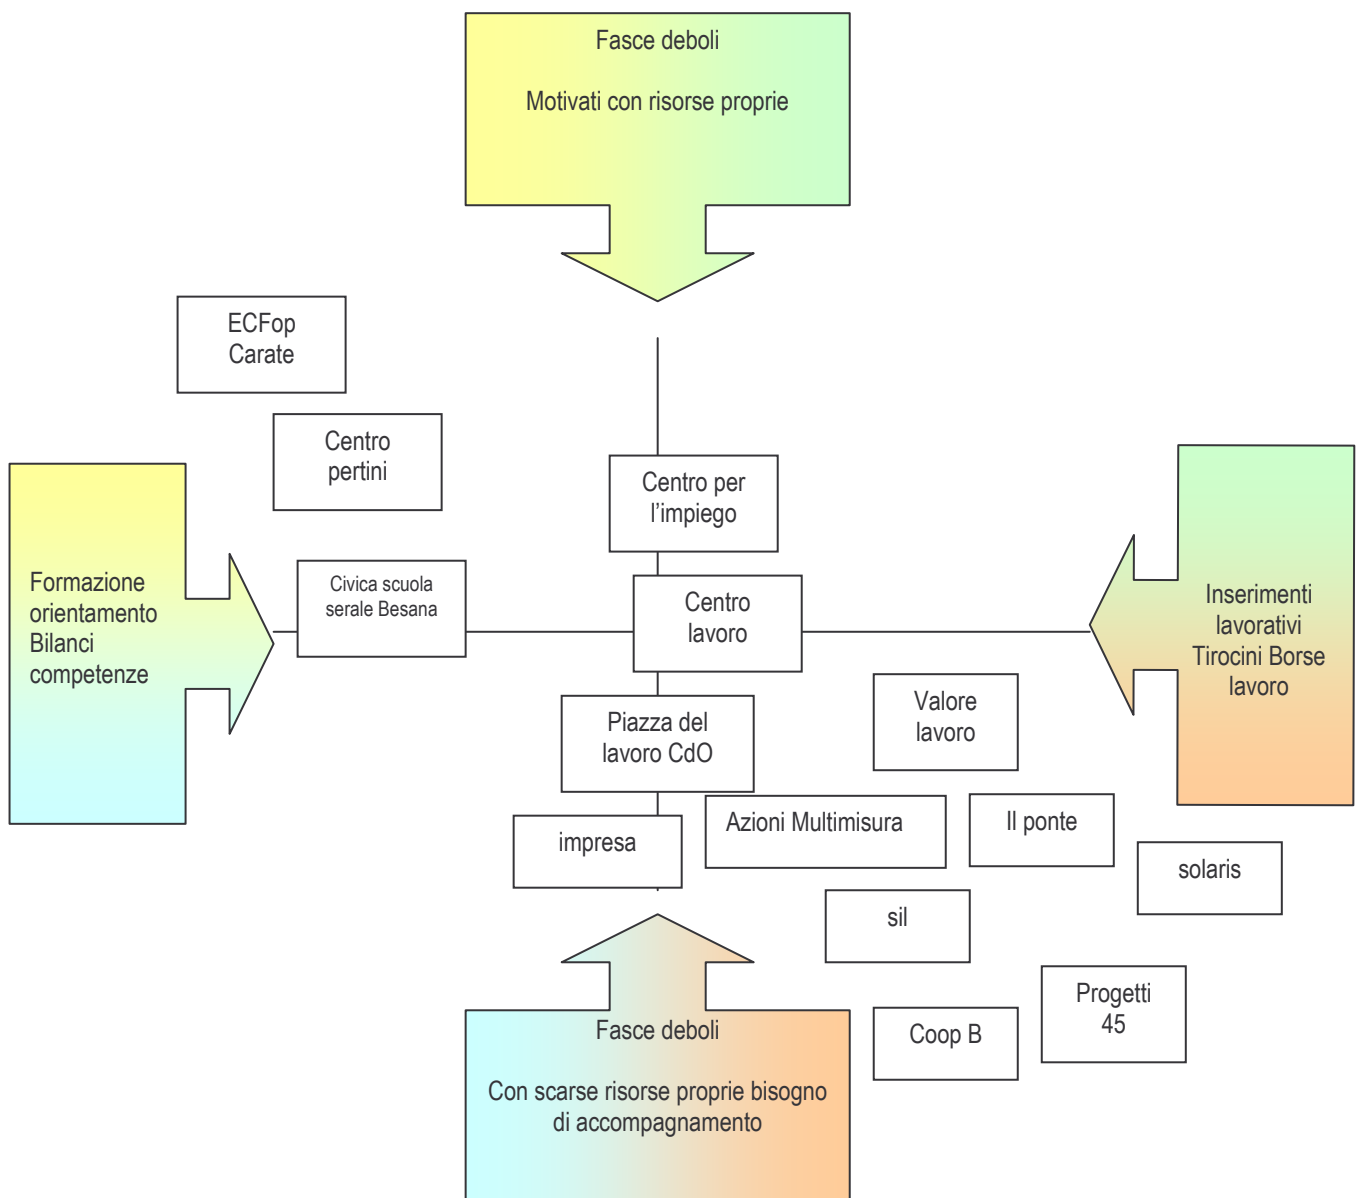 Fasce deboli
Motivati con risorse proprie
ECFop
Carate
Centro
pertini
Centro per
l’impiego
Formazione
orientamento
Bilanci
competenze
Civica scuola
serale Besana
Centro
lavoro
Inserimenti
lavorativi
Tirocini Borse
lavoro
Valore
lavoro
Piazza del
lavoro CdO
Azioni Multimisura
Il ponte
impresa
solaris
sil
Progetti
45
Coop B
Fasce deboli
Con scarse risorse proprie bisogno
di accompagnamento